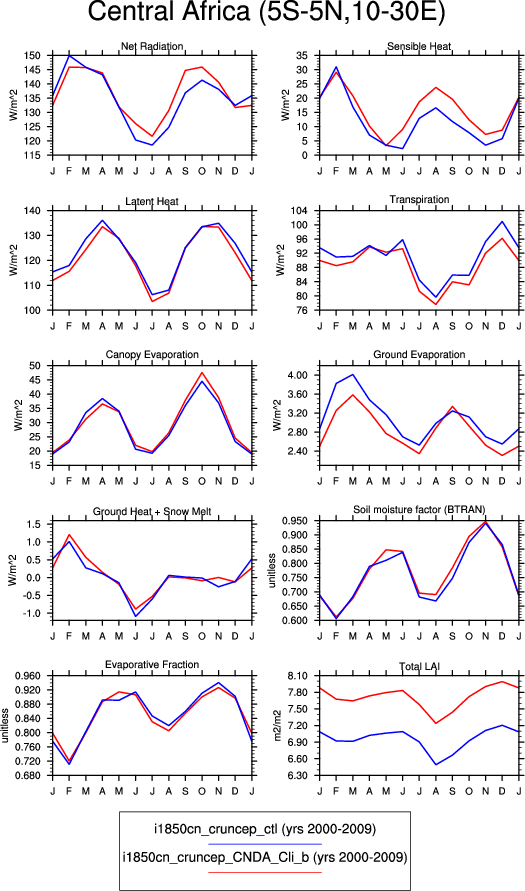 Central Africa (5S-5N,10-30E)
Net Radiation
W/m^2
150
145
140
135
130
125
120
115
J F M A M J J A S O N D J
Sensible Heat
W/m^2
35
30
25
20
15
10
5
0
J F M A M J J A S O N D J
Latent Heat
W/m^2
140
130
120
110
100
J F M A M J J A S O N D J
Transpiration
W/m^2
104
100
96
92
88
84
80
76
J F M A M J J A S O N D J
Canopy Evaporation
W/m^2
50
45
40
35
30
25
20
15
J F M A M J J A S O N D J
Ground Evaporation
W/m^2
4.00
3.60
3.20
2.80
2.40
J F M A M J J A S O N D J
Ground Heat + Snow Melt
W/m^2
1.5
1.0
0.5
0.0
-0.5
-1.0
J F M A M J J A S O N D J
Soil moisture factor (BTRAN)
unitless
0.950
0.900
0.850
0.800
0.750
0.700
0.650
0.600
J F M A M J J A S O N D J
Evaporative Fraction
unitless
0.960
0.920
0.880
0.840
0.800
0.760
0.720
0.680
J F M A M J J A S O N D J
Total LAI
m2/m2
8.10
7.80
7.50
7.20
6.90
6.60
6.30
J F M A M J J A S O N D J
i1850cn_cruncep_ctl (yrs 2000-2009)
i1850cn_cruncep_CNDA_Cli_b (yrs 2000-2009)